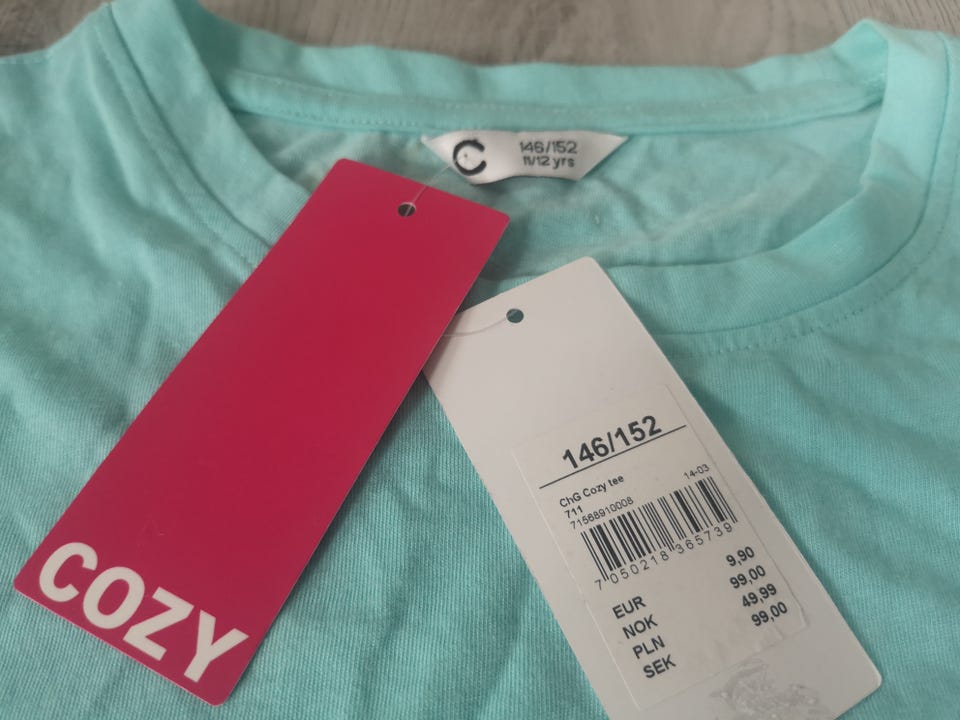 C
146/152
11/12 yrs
COZY
146/152
ChG Cozy tee 14-03
711
71568910008
7 050218 365739
EUR 9,90
NOK 99,00
PLN 49,99
SEK 99,00